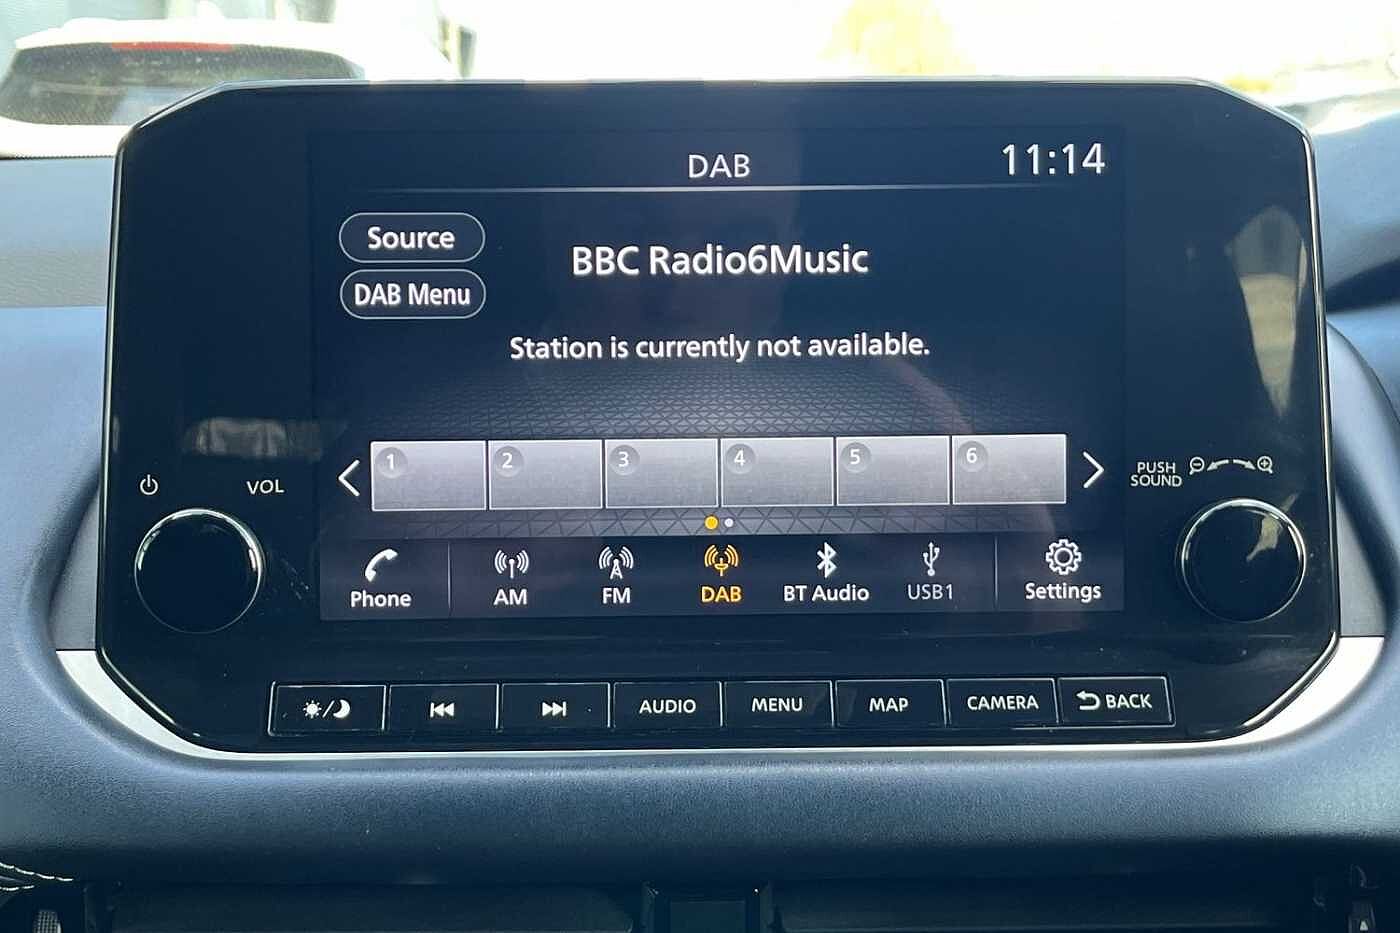 DAB
11:14
Source
BBC Radio6Music
DAB Menu
Station is currently not available.
1 2 3 4 5 6
VOL
PUSH
SOUND
Phone AM FM DAB BT Audio USB1 Settings
AUDIO MENU MAP CAMERA BACK